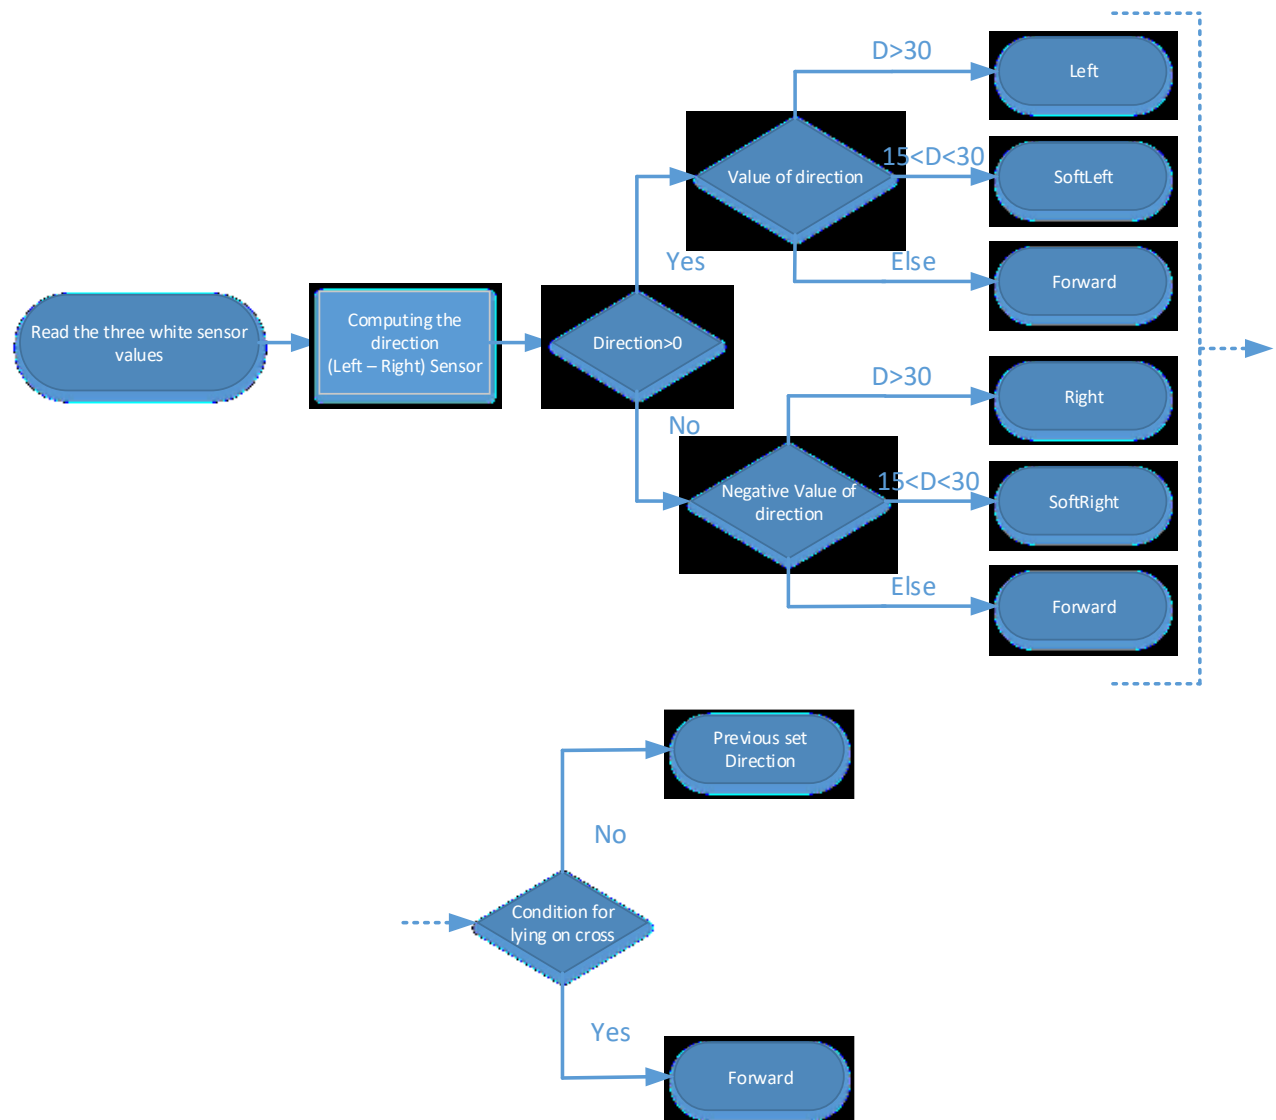 D>30
Left
Value of direction
15<D<30
SoftLeft
Yes
Else
Forward
Read the three white sensor
values
Computing the
direction
(Left – Right) Sensor
Direction>0
No
D>30
Right
Negative Value of
direction
15<D<30
SoftRight
Else
Forward
Previous set
Direction
No
Condition for
lying on cross
Yes
Forward